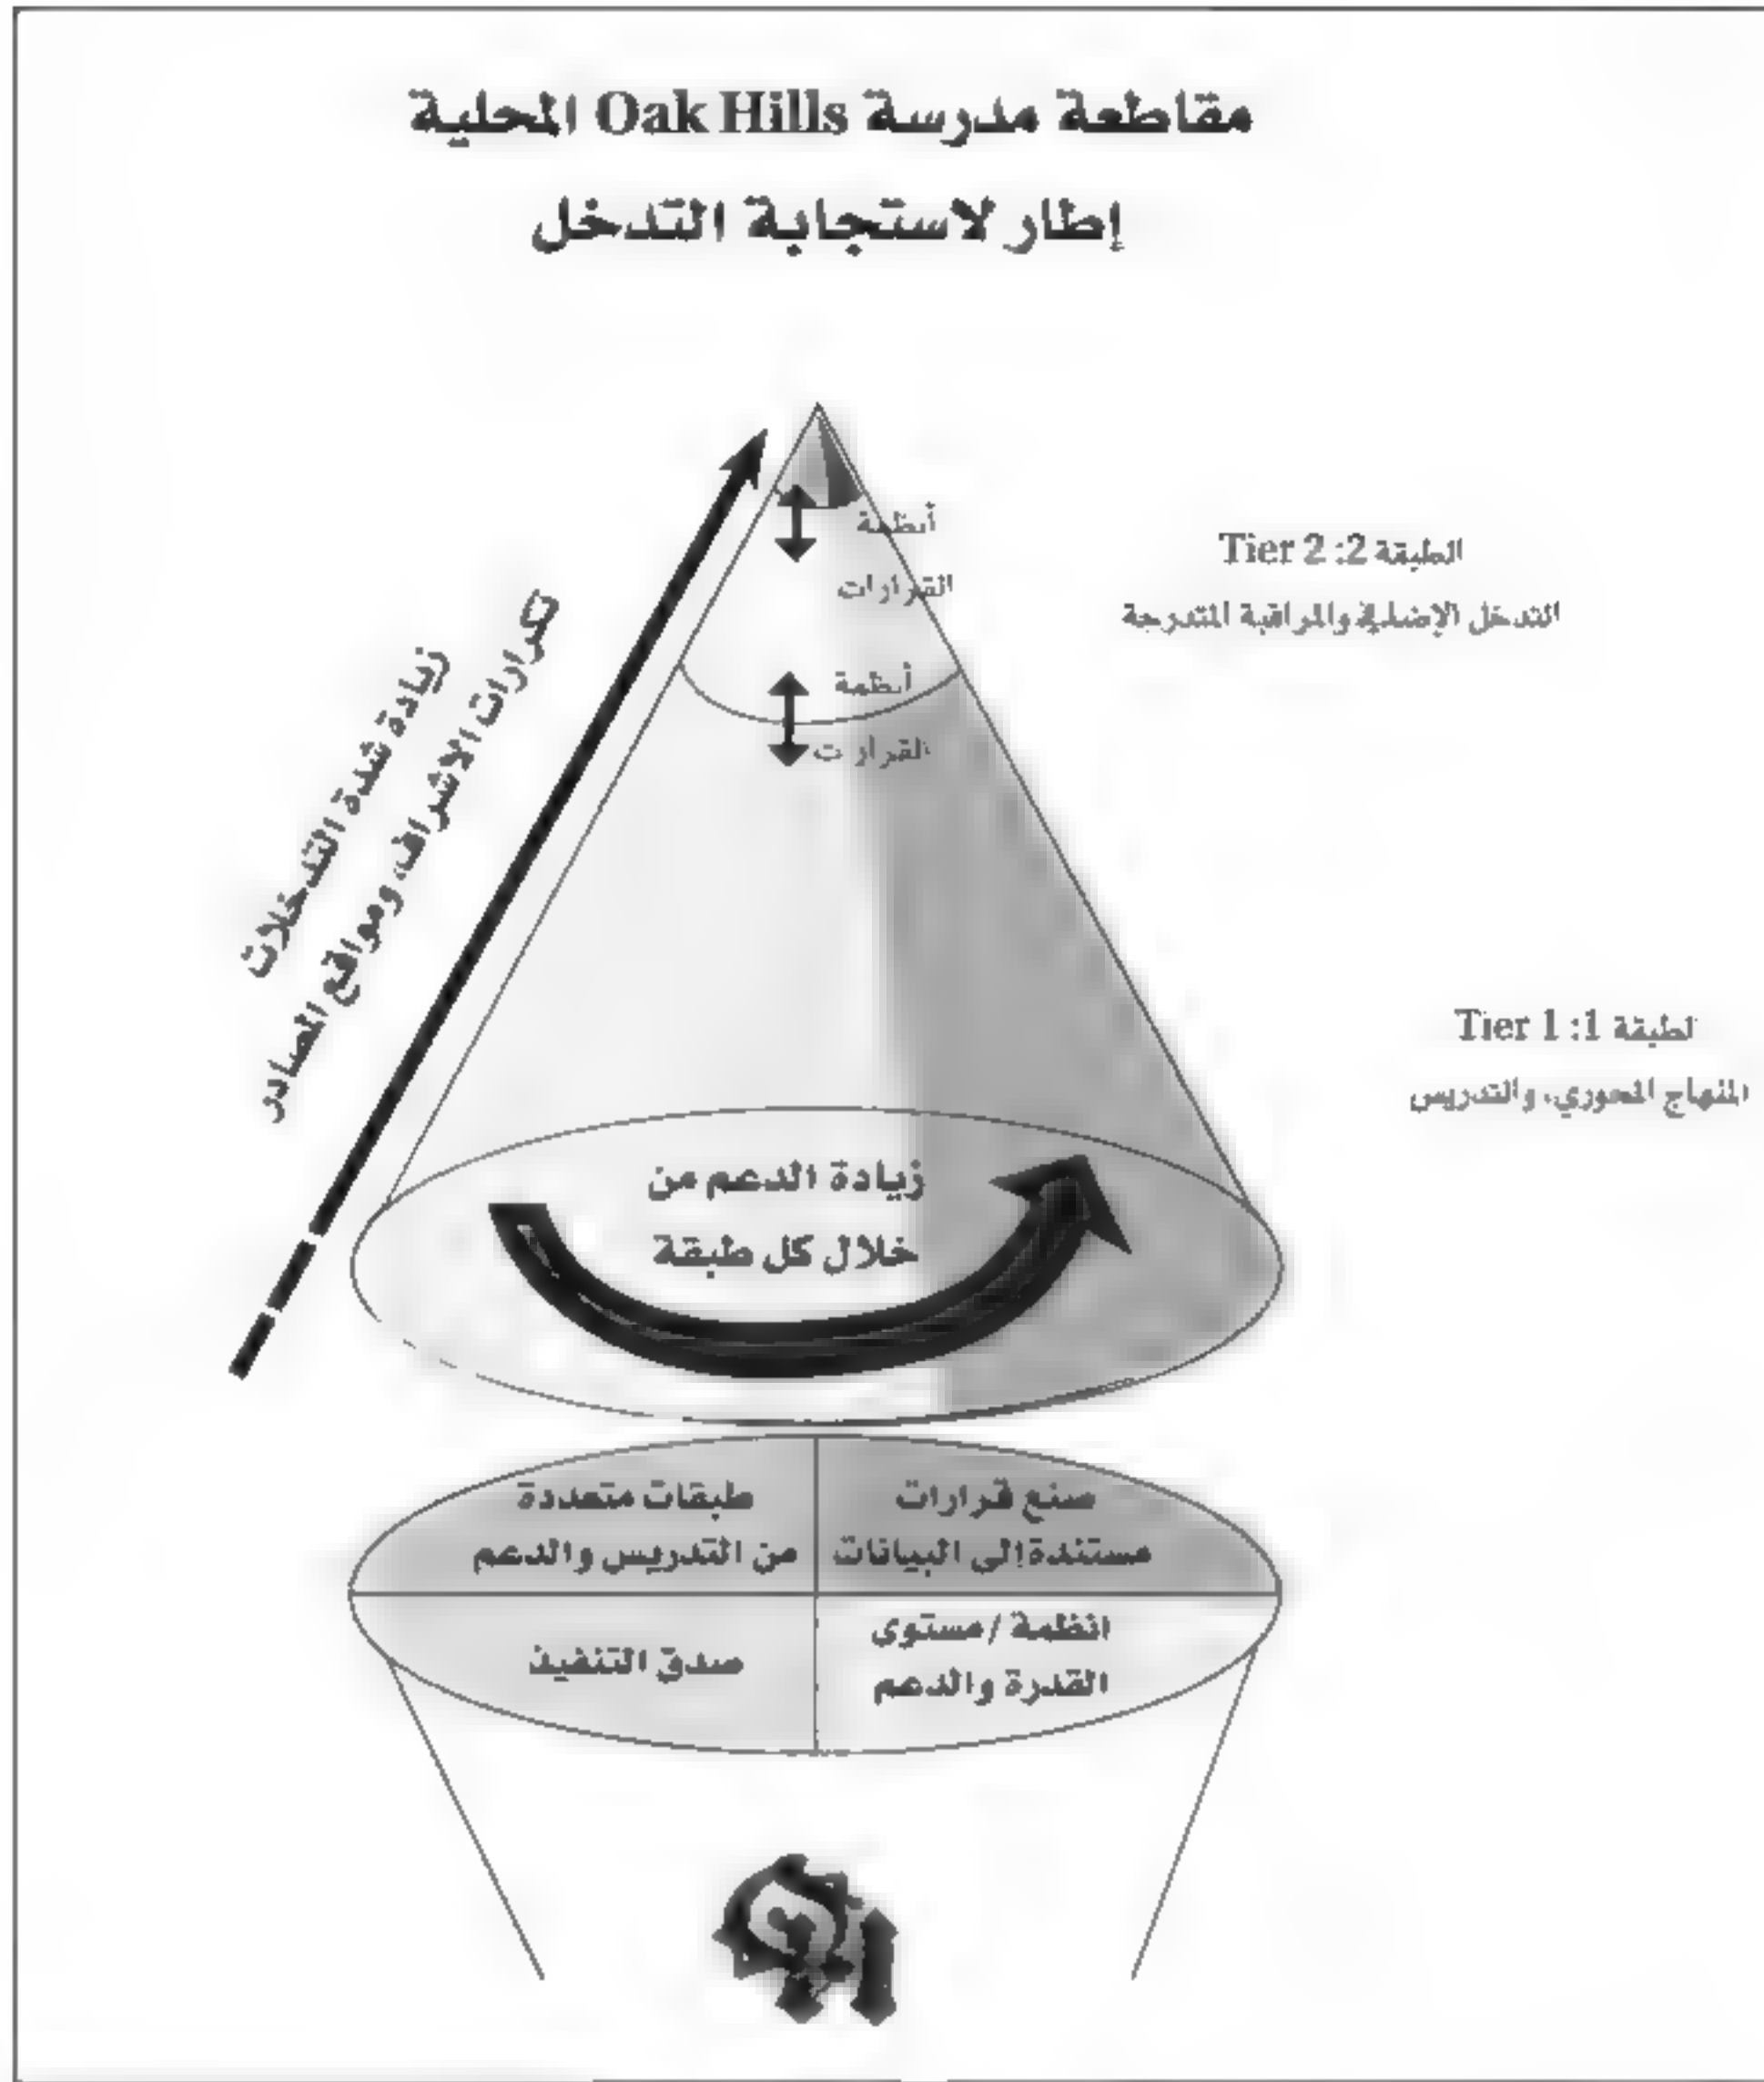 مقاطعة مدرسة Oak Hills المحلية
إطار لاستجابة التدخل
أنظمة
القرارات
الطبقة 2: Tier 2
التدخل الإضافي والمراقبة المتدرجة
أنظمة
القرارات
زيادة شدة التدخلات
تكرارات الاشراف، ومواقع المصادر
لطبقة 1: Tier 1
المنهاج المحوري، والتدريس
زيادة الدعم من
خلال كل طبقة
صنع قرارات
مستندة إلى البيانات
طبقات متعددة
من التدريس والدعم
انظمة / مستوى
القدرة والدعم
صدق التنفيذ